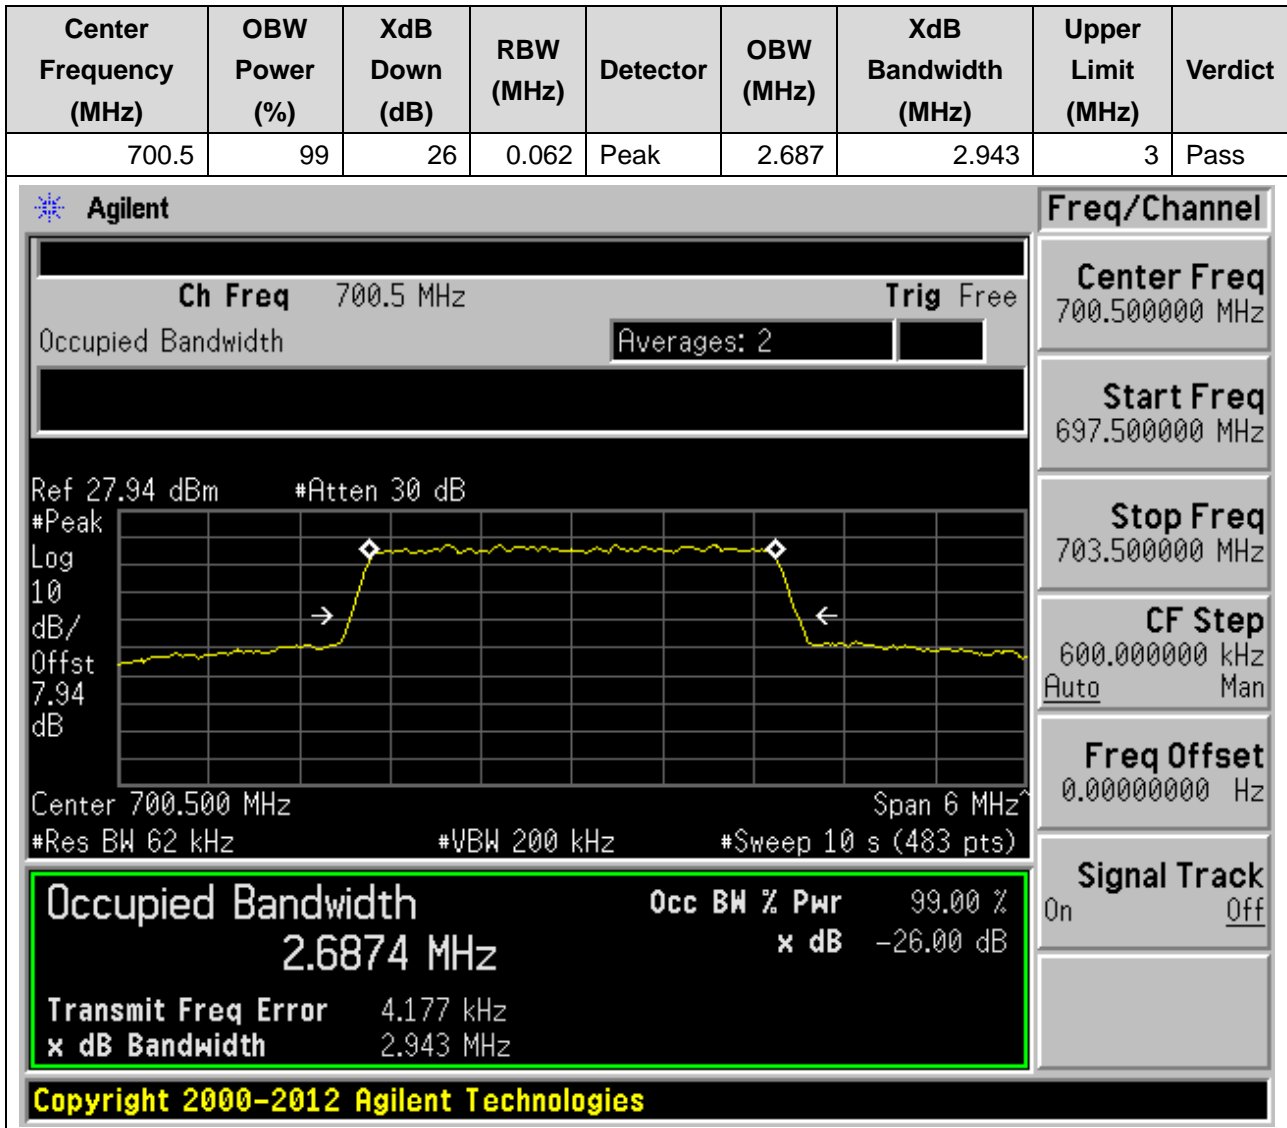 Center Frequency (MHz) OBW Power (%) XdB Down (dB) RBW (MHz) Detector OBW (MHz) XdB Bandwidth (MHz) Upper Limit (MHz) Verdict
700.5 99 26 0.062 Peak 2.687 2.943 3 Pass
Agilent
Freq/Channel
Ch Freq 700.5 MHz Trig Free
Occupied Bandwidth Averages: 2
Center Freq
700.500000 MHz
Start Freq
697.500000 MHz
Stop Freq
703.500000 MHz
CF Step
600.000000 kHz
Auto Man
Freq Offset
0.00000000 Hz
Signal Track
On Off
Ref 27.94 dBm #Atten 30 dB
#Peak
Log
10
dB/
Offst
7.94
dB
Center 700.500 MHz Span 6 MHz^
#Res BW 62 kHz #VBW 200 kHz #Sweep 10 s (483 pts)
Occupied Bandwidth Occ BW % Pwr 99.00 %
2.6874 MHz x dB -26.00 dB
Transmit Freq Error 4.177 kHz
x dB Bandwidth 2.943 MHz
Copyright 2000-2012 Agilent Technologies